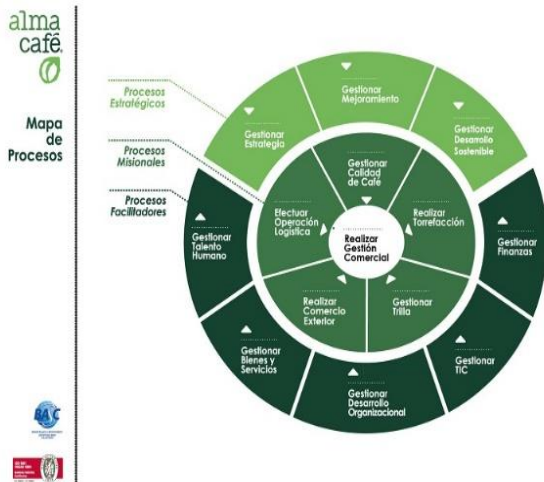 alma
café
Mapa
de
Procesos
Procesos
Estratégicos
Procesos
Misionales
Procesos
Facilitadores
Gestionar
Estrategia
Gestionar
Mejoramiento
Gestionar
Desarrollo
Sostenible
Gestionar
Calidad
de Café
Efectuar
Operación
Logística
Realizar
Torrefacción
Realizar
Gestión
Comercial
Realizar
Comercio
Exterior
Gestionar
Trilla
Gestionar
Talento
Humano
Gestionar
Finanzas
Gestionar
Bienes y
Servicios
Gestionar
TIC
Gestionar
Desarrollo
Organizacional
BASC